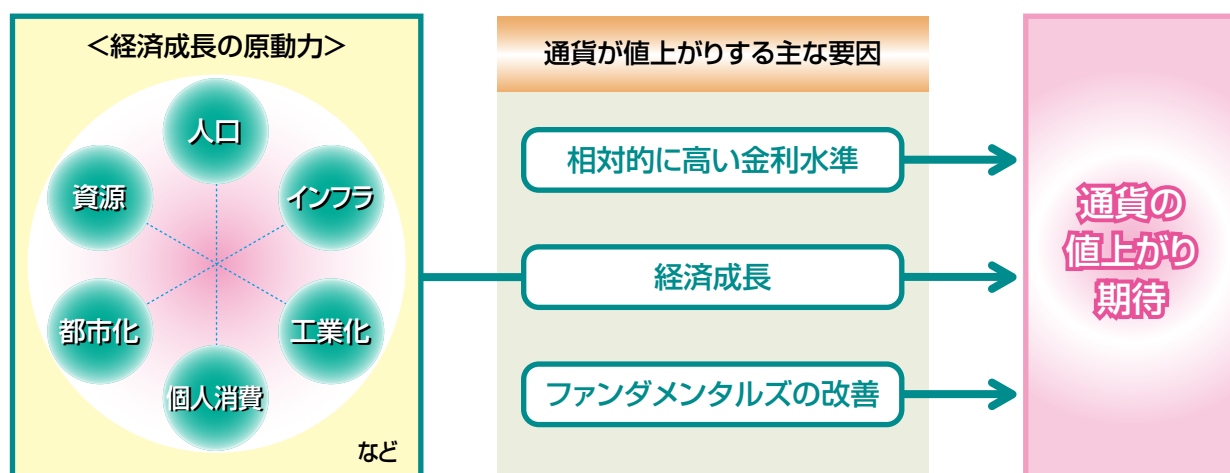 ＜経済成長の原動力＞
人口
資源
インフラ
都市化
工業化
個人消費
など
通貨が値上がりする主な要因
相対的に高い金利水準
経済成長
ファンダメンタルズの改善
通貨の
値上がり
期待